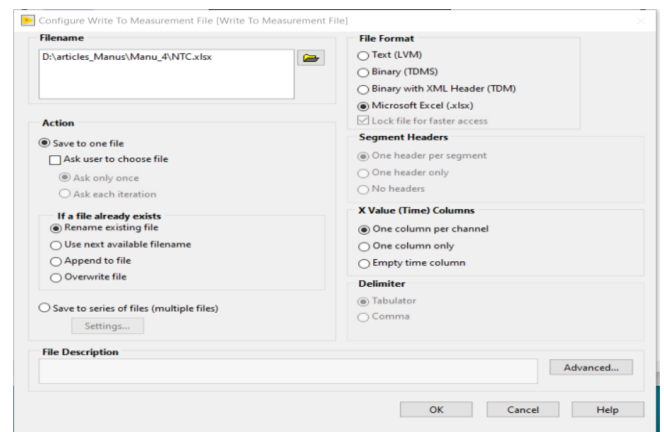 Configure Write To Measurement File [Write To Measurement File]
Filename
D:\articles_Manus\Manu_4\NTC.xlsx
Action
Save to one file
Ask user to choose file
Ask only once
Ask each iteration
If a file already exists
Rename existing file
Use next available filename
Append to file
Overwrite file
Save to series of files (multiple files)
Settings...
File Description
File Format
Text (LVM)
Binary (TDMS)
Binary with XML Header (TDM)
Microsoft Excel (.xlsx)
Lock file for faster access
Segment Headers
One header per segment
One header only
No headers
X Value (Time) Columns
One column per channel
One column only
Empty time column
Delimiter
Tabulator
Comma
Advanced...
OK Cancel Help